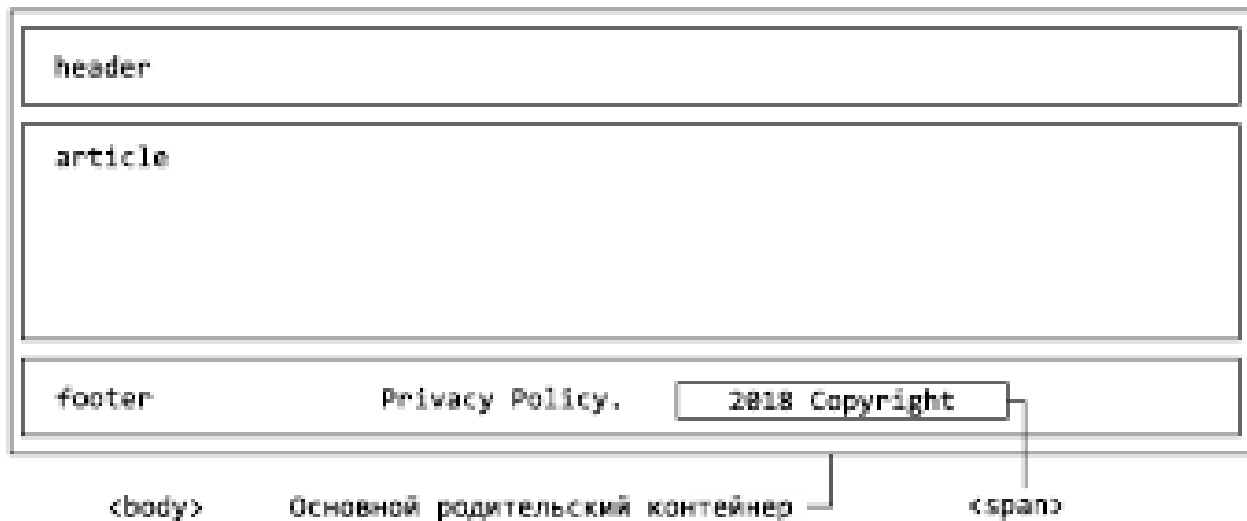 header
article
footer Privacy Policy. 2018 Copyright
<body> Основной родительский контейнер <span>